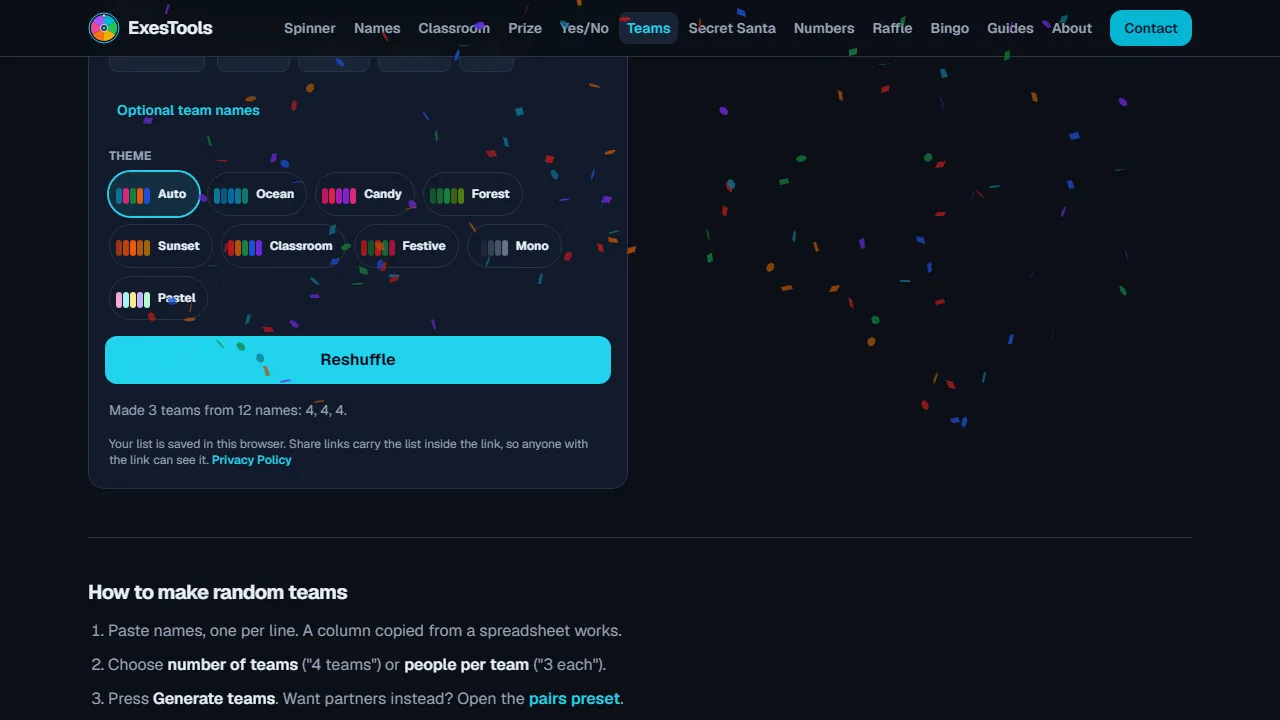 ExesTools Spinner Names Classroom Prize Yes/No Teams Secret Santa Numbers Raffle Bingo Guides About Contact
Optional team names
THEME
Auto Ocean Candy Forest
Sunset Classroom Festive Mono
Pastel
Reshuffle
Made 3 teams from 12 names: 4, 4, 4.
Your list is saved in this browser. Share links carry the list inside the link, so anyone with
the link can see it. Privacy Policy
How to make random teams
1. Paste names, one per line. A column copied from a spreadsheet works.
2. Choose number of teams ("4 teams") or people per team ("3 each").
3. Press Generate teams. Want partners instead? Open the pairs preset.